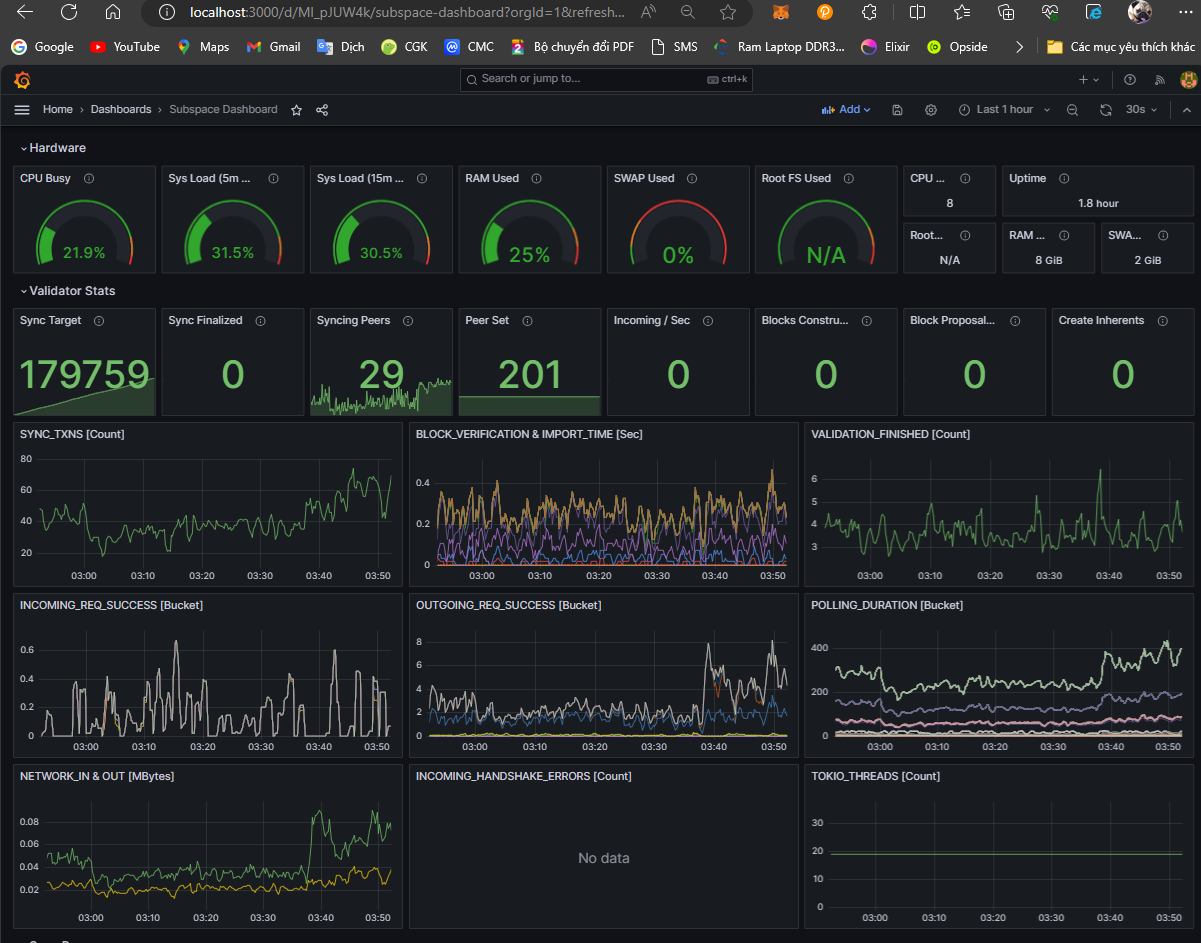 localhost:3000/d/MI_pJUW4k/subspace-dashboard?orgId=1&refresh...
Google YouTube Maps Gmail Dịch CGK CMC Bộ chuyển đổi PDF SMS Ram Laptop DDR3... Elixir Opside Các mục yêu thích khác
Search or jump to... ctrl+k
Home › Dashboards › Subspace Dashboard Add Last 1 hour 30s
Hardware
CPU Busy Sys Load (5m ... Sys Load (15m ... RAM Used SWAP Used Root FS Used CPU ... Uptime
8 1.8 hour
Root... RAM ... SWA...
21.9% 31.5% 30.5% 25% 0% N/A N/A 8 GiB 2 GiB
Validator Stats
Sync Target Sync Finalized Syncing Peers Peer Set Incoming / Sec Blocks Constru... Block Proposal... Create Inherents
179759 0 29 201 0 0 0 0
SYNC_TXNS [Count]
80
60
40
20
03:00 03:10 03:20 03:30 03:40 03:50
BLOCK_VERIFICATION & IMPORT_TIME [Sec]
0.4
0.2
0
03:00 03:10 03:20 03:30 03:40 03:50
VALIDATION_FINISHED [Count]
6
5
4
3
03:00 03:10 03:20 03:30 03:40 03:50
INCOMING_REQ_SUCCESS [Bucket]
0.6
0.4
0.2
0
03:00 03:10 03:20 03:30 03:40 03:50
OUTGOING_REQ_SUCCESS [Bucket]
8
6
4
2
0
03:00 03:10 03:20 03:30 03:40 03:50
POLLING_DURATION [Bucket]
400
200
0
03:00 03:10 03:20 03:30 03:40 03:50
NETWORK_IN & OUT [MBytes]
0.08
0.06
0.04
0.02
03:00 03:10 03:20 03:30 03:40 03:50
INCOMING_HANDSHAKE_ERRORS [Count]
No data
TOKIO_THREADS [Count]
30
20
10
0
03:00 03:10 03:20 03:30 03:40 03:50